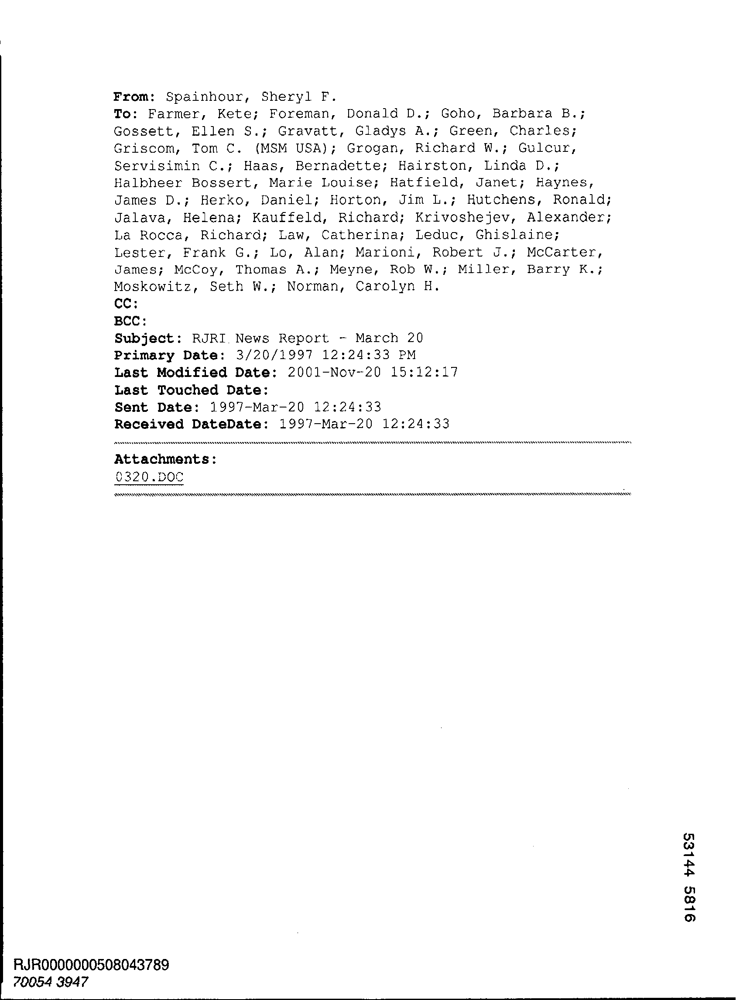 From: Spainhour, Sheryl F.
To: Farmer, Kete; Foreman, Donald D.; Goho, Barbara B.;
Gossett, Ellen S.; Gravatt, Gladys A.; Green, Charles;
Griscom, Tom C. (MSM USA); Grogan, Richard W.; Gulcur,
Servisimin C.; Haas, Bernadette; Hairston, Linda D.;
Halbheer Bossert, Marie Louise; Hatfield, Janet; Haynes,
James D.; Herko, Daniel; Horton, Jim L.; Hutchens, Ronald;
Jalava, Helena; Kauffeld, Richard; Krivoshejev, Alexander;
La Rocca, Richard; Law, Catherina; Leduc, Ghislaine;
Lester, Frank G.; Lo, Alan; Marioni, Robert J.; McCarter,
James; McCoy, Thomas A.; Meyne, Rob W.; Miller, Barry K.;
Moskowitz, Seth W.; Norman, Carolyn H.
CC:
BCC:
Subject: RJRI News Report - March 20
Primary Date: 3/20/1997 12:24:33 PM
Last Modified Date: 2001-Nov-20 15:12:17
Last Touched Date:
Sent Date: 1997-Mar-20 12:24:33
Received DateDate: 1997-Mar-20 12:24:33
Attachments:
0320.DOC
53144 5816
RJR0000000508043789
70054 3947